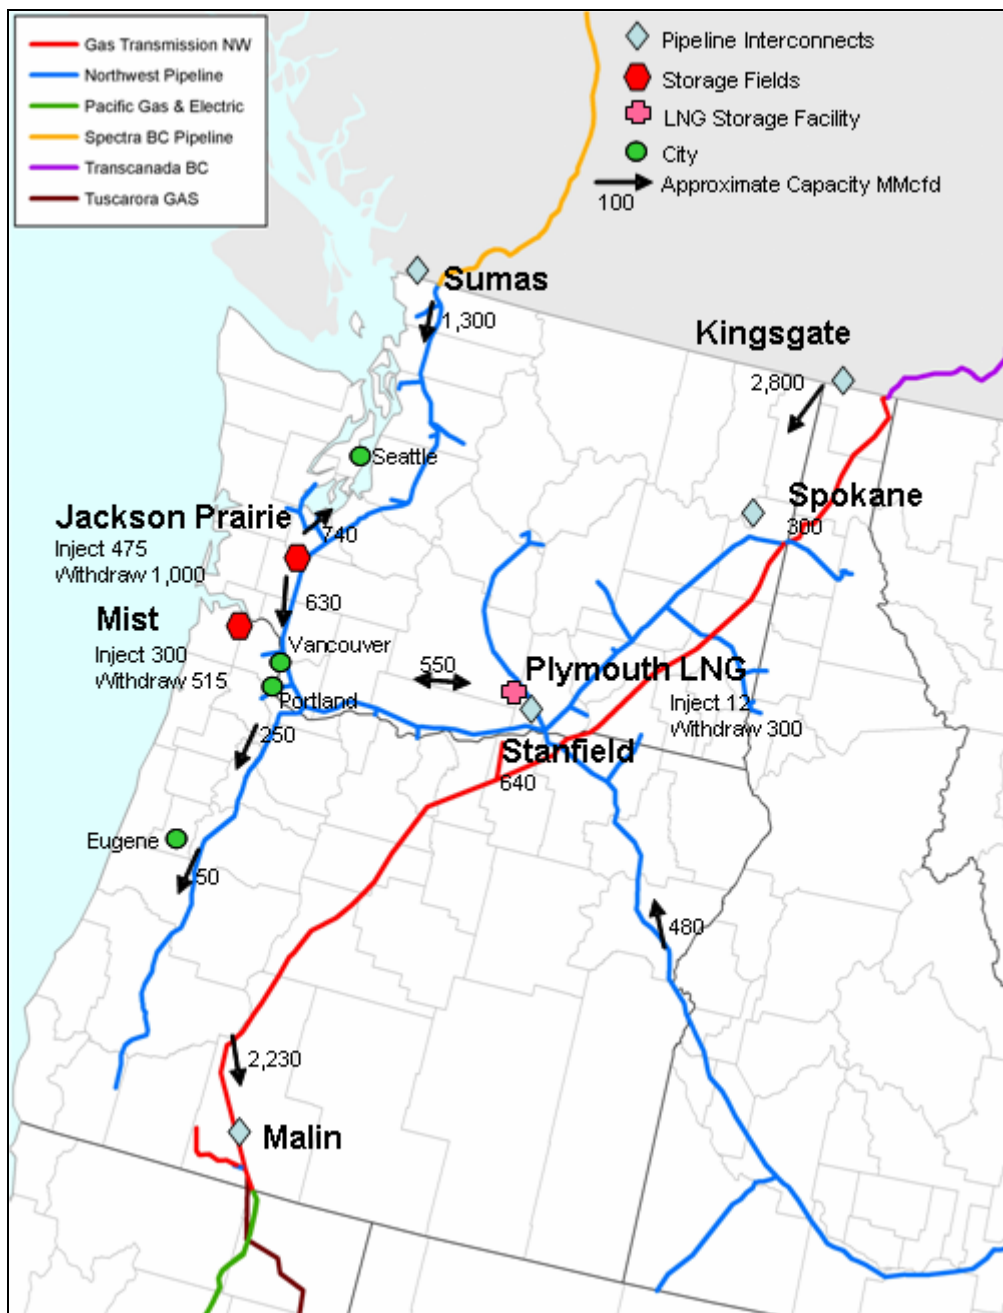 Gas Transmission NW
Northwest Pipeline
Pacific Gas & Electric
Spectra BC Pipeline
Transcanada BC
Tuscarora GAS
Pipeline Interconnects
Storage Fields
LNG Storage Facility
City
Approximate Capacity MMcfd
100
Sumas
1,300
Kingsgate
2,800
Seattle
Spokane
300
Jackson Prairie
Inject 475
Withdraw 1,000
740
630
Mist
Inject 300
Withdraw 515
Vancouver
Portland
550
Plymouth LNG
Inject 12
Withdraw 300
Stanfield
640
250
Eugene
50
480
2,230
Malin